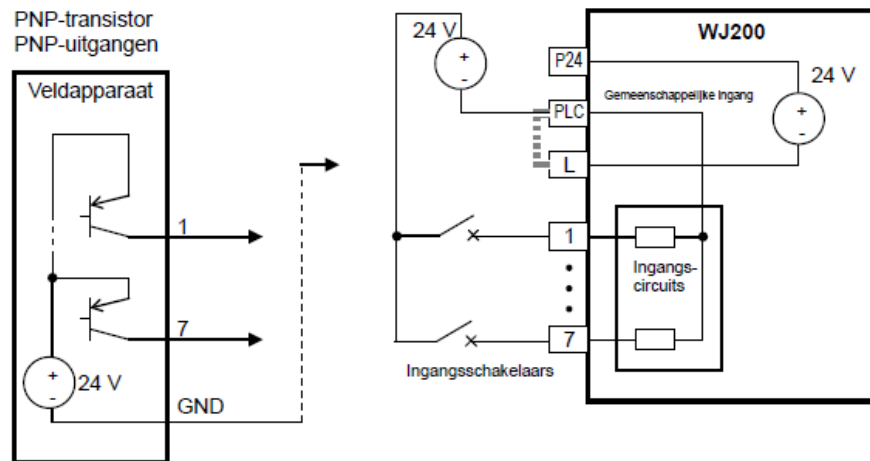 PNP-transistor
PNP-uitgangen
Veldapparaat
1
7
+
-
24 V
GND
24 V
+
-
WJ200
P24
24 V
+
-
Gemeenschappelijke Ingang
PLC
L
1
Ingangs-
circuits
7
Ingangsschakelaars